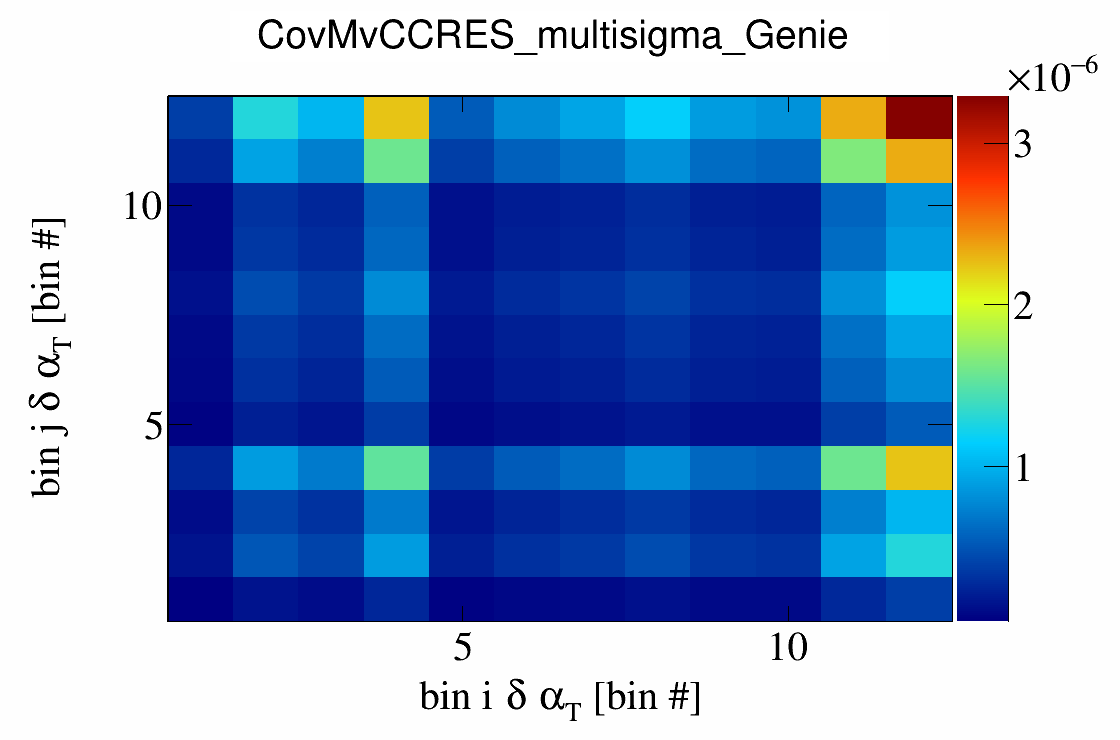 CovMvCCRES_multisigma_Genie
×10⁻⁶
3
2
1
10
5
bin j δ α_T [bin #]
5 10
bin i δ α_T [bin #]